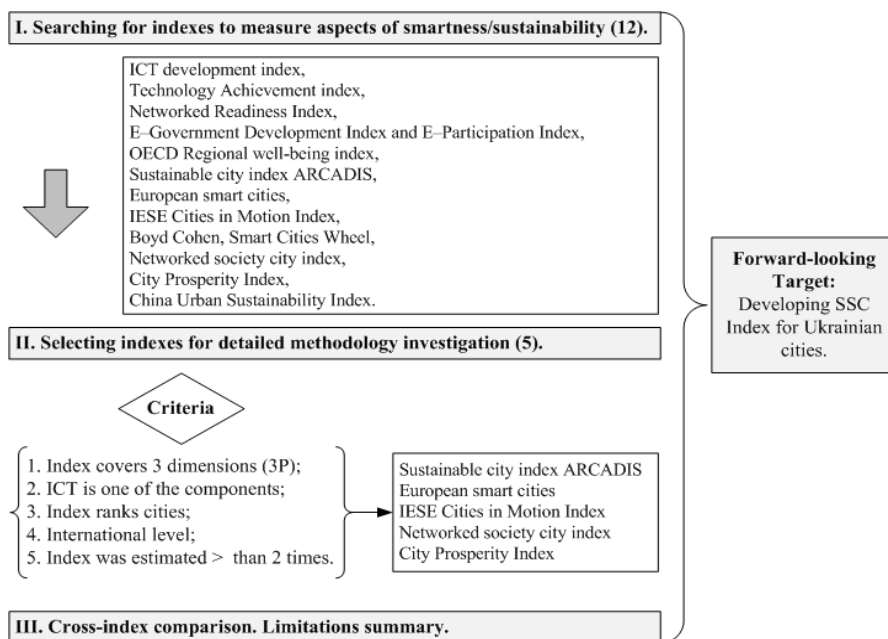 I. Searching for indexes to measure aspects of smartness/sustainability (12).
ICT development index,
Technology Achievement index,
Networked Readiness Index,
E–Government Development Index and E–Participation Index,
OECD Regional well-being index,
Sustainable city index ARCADIS,
European smart cities,
IESE Cities in Motion Index,
Boyd Cohen, Smart Cities Wheel,
Networked society city index,
City Prosperity Index,
China Urban Sustainability Index.
II. Selecting indexes for detailed methodology investigation (5).
Criteria
1. Index covers 3 dimensions (3P);
2. ICT is one of the components;
3. Index ranks cities;
4. International level;
5. Index was estimated > than 2 times.
Sustainable city index ARCADIS
European smart cities
IESE Cities in Motion Index
Networked society city index
City Prosperity Index
III. Cross-index comparison. Limitations summary.
Forward-looking
Target:
Developing SSC
Index for Ukrainian
cities.